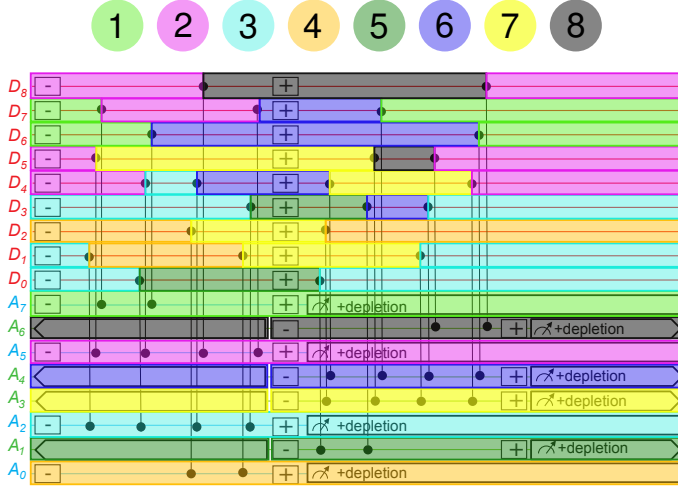 1 2 3 4 5 6 7 8
D8 - +
D7 - +
D6 - +
D5 - +
D4 - +
D3 - +
D2 - +
D1 - +
D0 - +
A7 - + +depletion
A6 - + +depletion
A5 - + +depletion
A4 - + +depletion
A3 - + +depletion
A2 - + +depletion
A1 - + +depletion
A0 - + +depletion